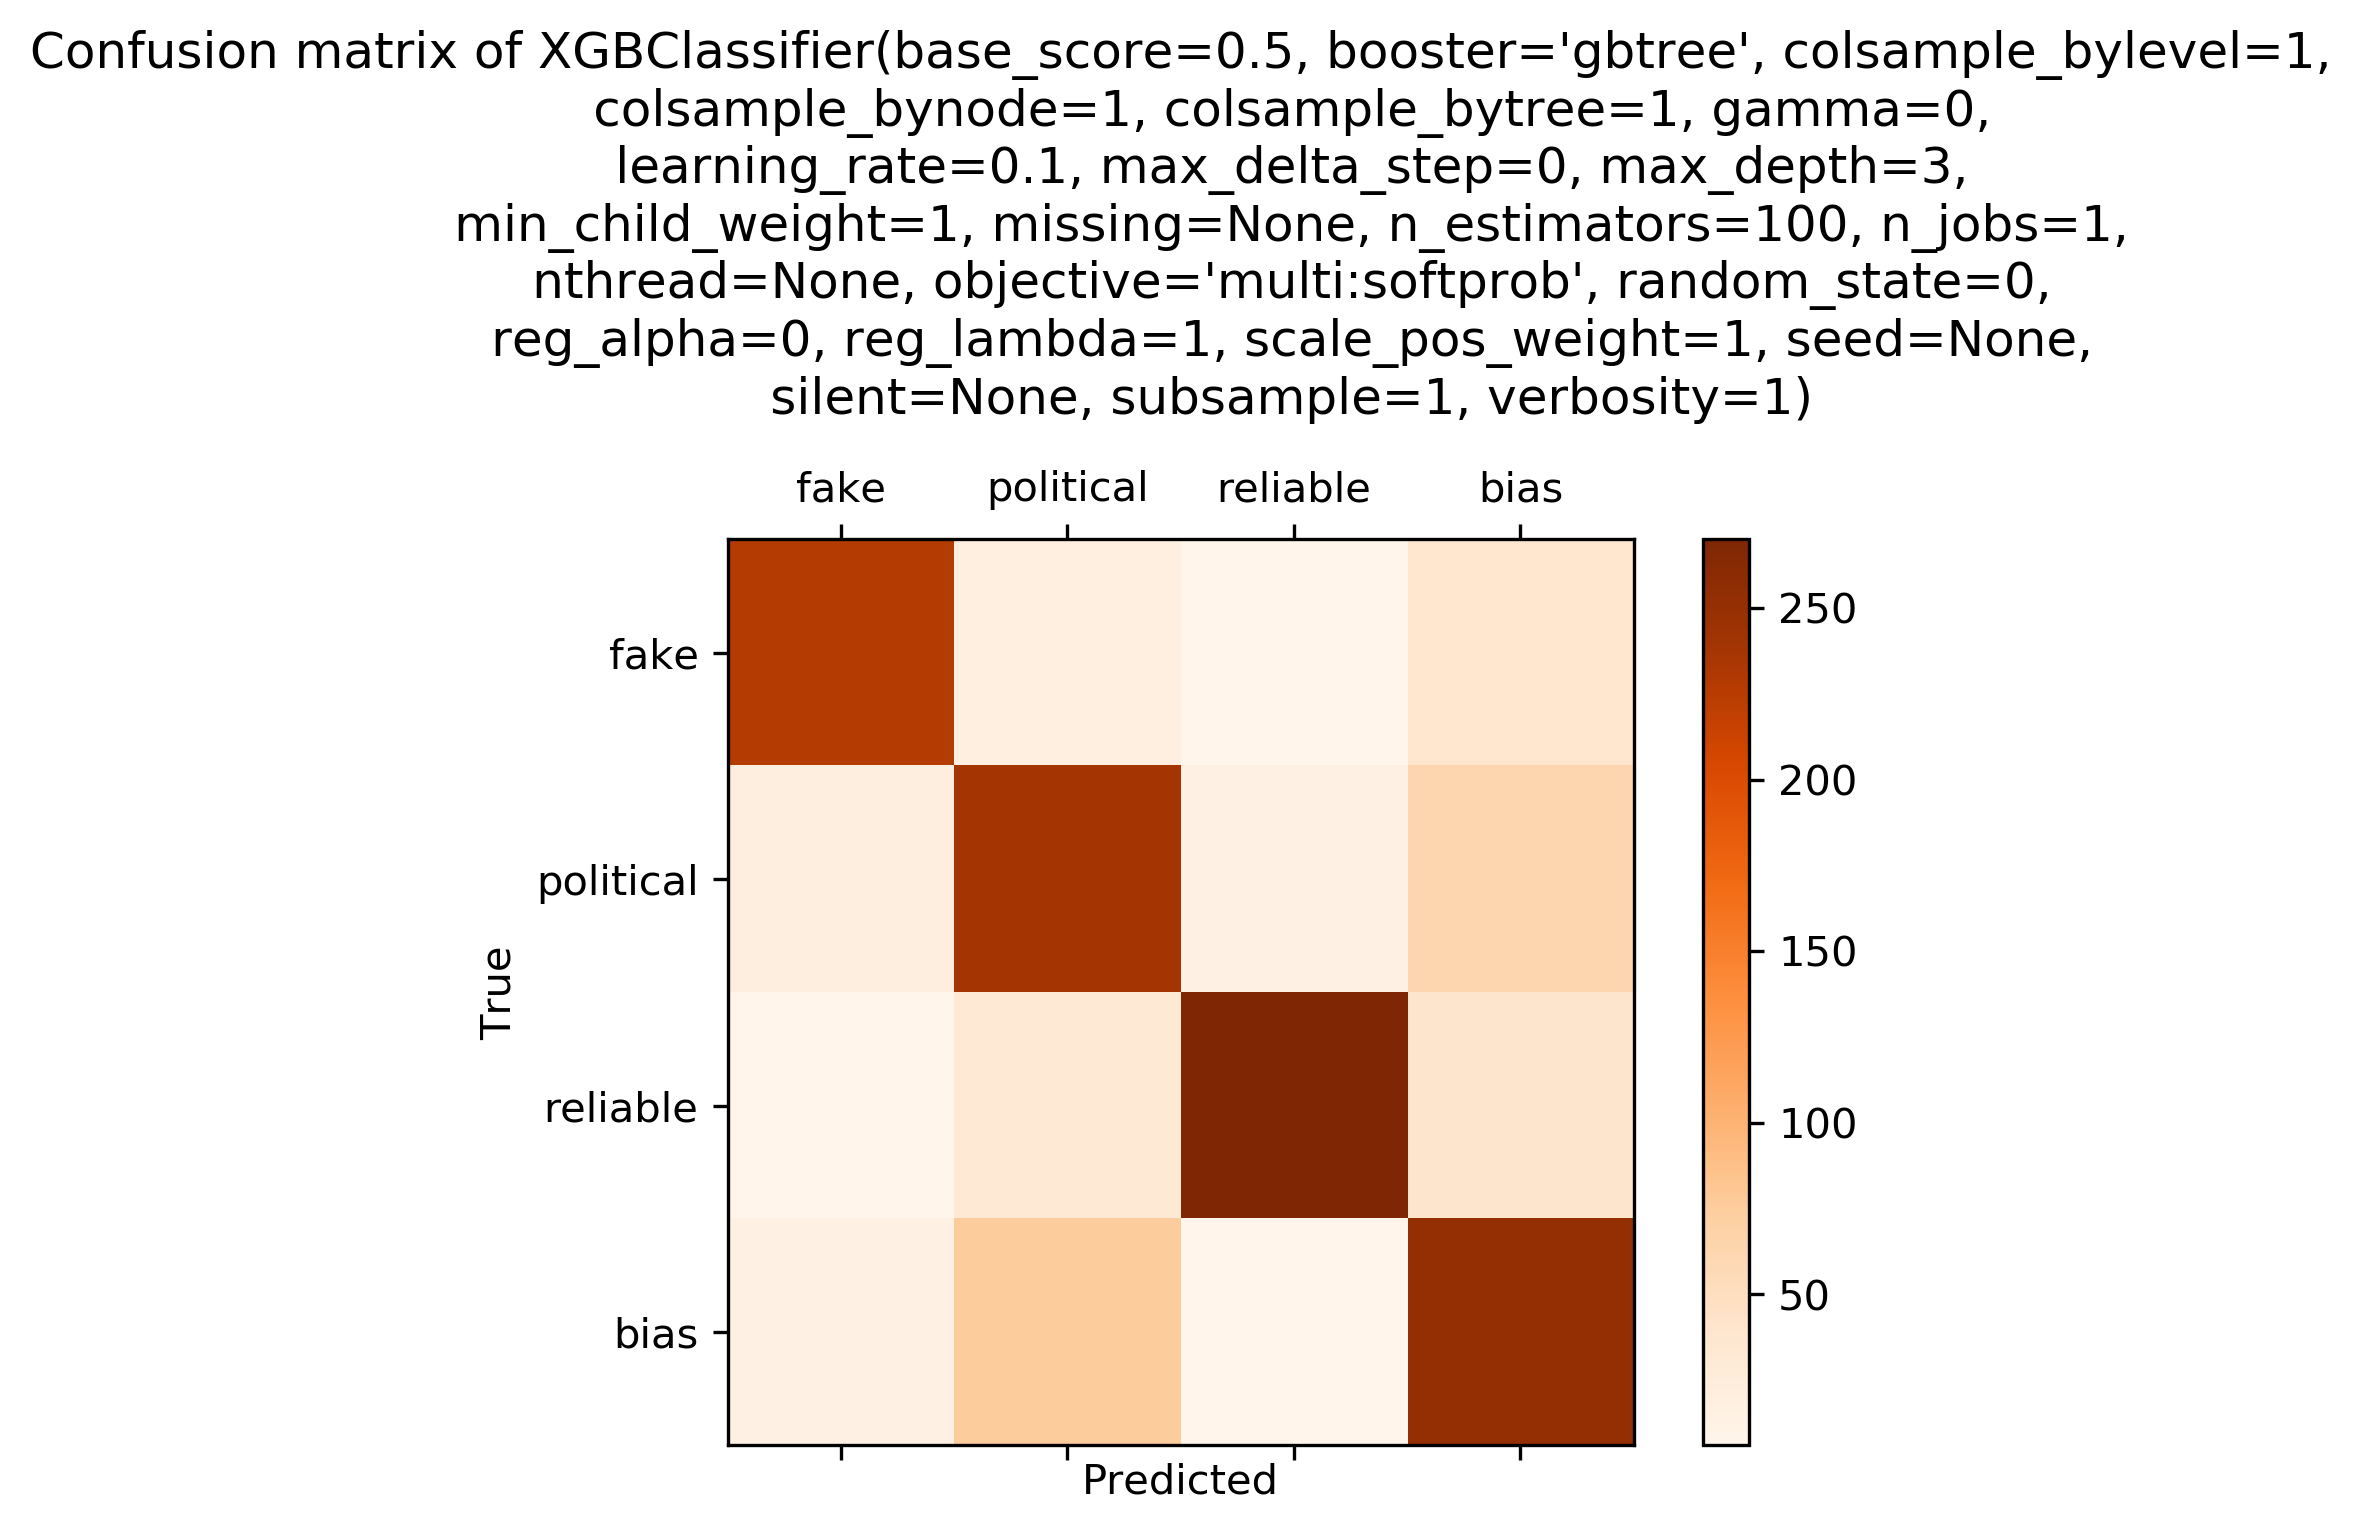 Confusion matrix of XGBClassifier(base_score=0.5, booster='gbtree', colsample_bylevel=1,
colsample_bynode=1, colsample_bytree=1, gamma=0,
learning_rate=0.1, max_delta_step=0, max_depth=3,
min_child_weight=1, missing=None, n_estimators=100, n_jobs=1,
nthread=None, objective='multi:softprob', random_state=0,
reg_alpha=0, reg_lambda=1, scale_pos_weight=1, seed=None,
silent=None, subsample=1, verbosity=1)
fake political reliable bias
fake
political
reliable
bias
True
Predicted
250
200
150
100
50